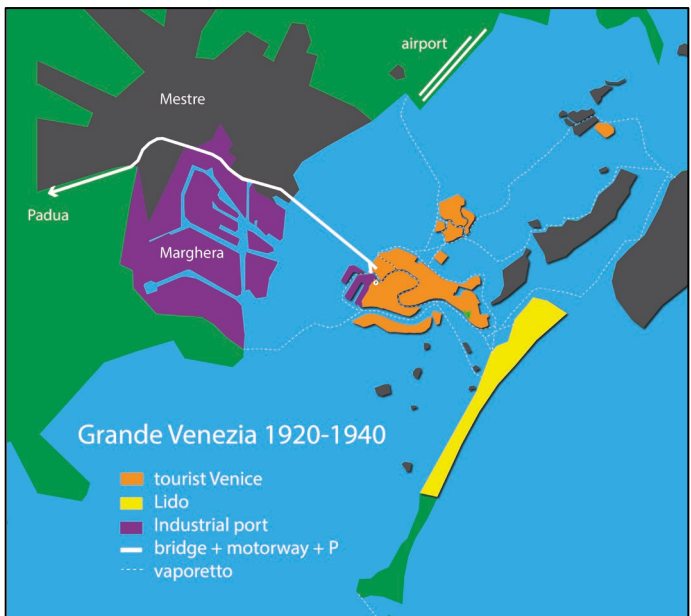 airport
Mestre
Padua
Marghera
Grande Venezia 1920-1940
tourist Venice
Lido
Industrial port
bridge + motorway + P
vaporetto